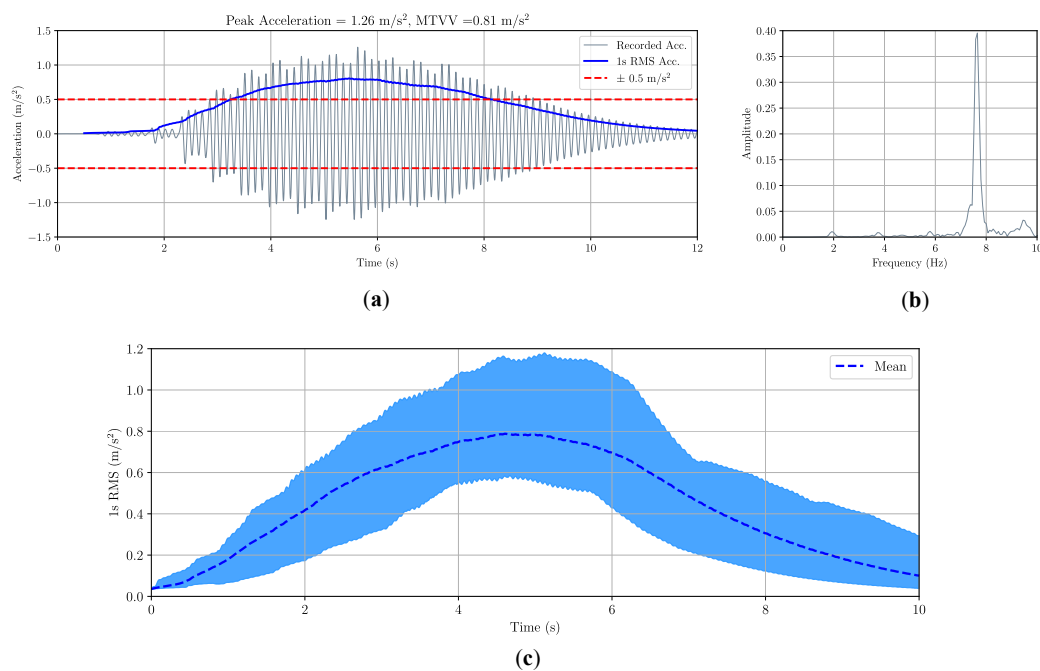 Peak Acceleration = 1.26 m/s², MTVV =0.81 m/s²
1.5
1.0
0.5
0.0
−0.5
−1.0
−1.5
Acceleration (m/s²)
Recorded Acc.
1s RMS Acc.
± 0.5 m/s²
0 2 4 6 8 10 12
Time (s)
(a)
0.40
0.35
0.30
0.25
0.20
0.15
0.10
0.05
0.00
Amplitude
0 2 4 6 8 10
Frequency (Hz)
(b)
1.2
1.0
0.8
0.6
0.4
0.2
0.0
1s RMS (m/s²)
Mean
0 2 4 6 8 10
Time (s)
(c)